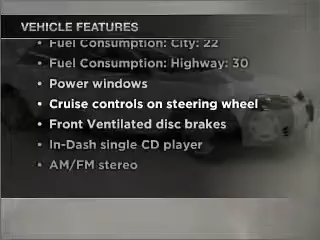 VEHICLE FEATURES
• Fuel Consumption: City: 22
• Fuel Consumption: Highway: 30
• Power windows
• Cruise controls on steering wheel
• Front Ventilated disc brakes
• In-Dash single CD player
• AM/FM stereo